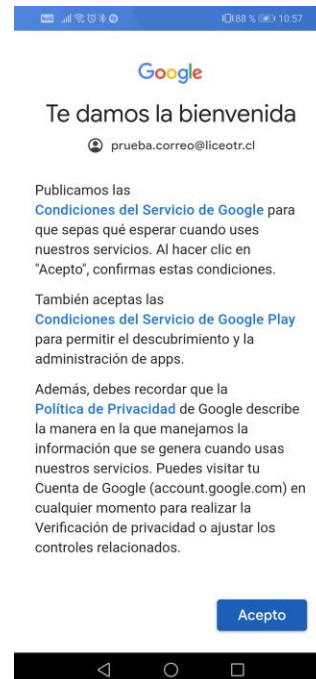 88 % 10:57
Google
Te damos la bienvenida
prueba.correo@liceotr.cl
Publicamos las
Condiciones del Servicio de Google para
que sepas qué esperar cuando uses
nuestros servicios. Al hacer clic en
"Acepto", confirmas estas condiciones.
También aceptas las
Condiciones del Servicio de Google Play
para permitir el descubrimiento y la
administración de apps.
Además, debes recordar que la
Política de Privacidad de Google describe
la manera en la que manejamos la
información que se genera cuando usas
nuestros servicios. Puedes visitar tu
Cuenta de Google (account.google.com) en
cualquier momento para realizar la
Verificación de privacidad o ajustar los
controles relacionados.
Acepto